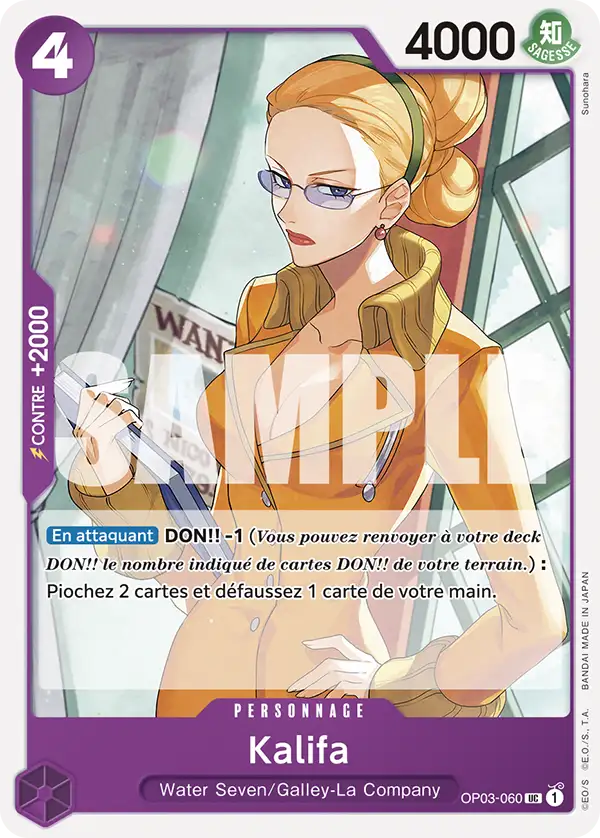 4
4000
知
SAGESSE
Sunohara
CONTRE +2000
WAN
SAMPLE
En attaquant DON!! -1 (Vous pouvez renvoyer à votre deck
DON!! le nombre indiqué de cartes DON!! de votre terrain.) :
Piochez 2 cartes et défaussez 1 carte de votre main.
PERSONNAGE
Kalifa
Water Seven/Galley-La Company
OP03-060 UC 1
©EO/S ©E.O./S., T.A. BANDAI MADE IN JAPAN